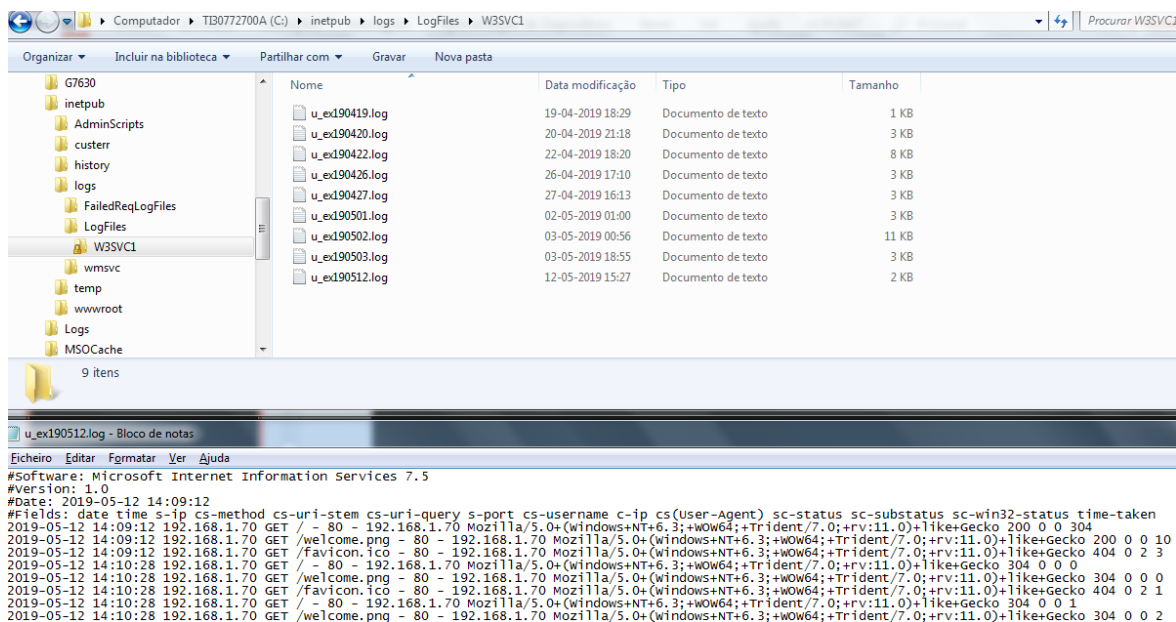 Computador ▸ TI30772700A (C:) ▸ inetpub ▸ logs ▸ LogFiles ▸ W3SVC1
Procurar W3SVC1
Organizar Incluir na biblioteca Partilhar com Gravar Nova pasta
G7630
inetpub
AdminScripts
custerr
history
logs
FailedReqLogFiles
LogFiles
W3SVC1
wmsvc
temp
wwwroot
Logs
MSOCache
Nome Data modificação Tipo Tamanho
u_ex190419.log 19-04-2019 18:29 Documento de texto 1 KB
u_ex190420.log 20-04-2019 21:18 Documento de texto 3 KB
u_ex190422.log 22-04-2019 18:20 Documento de texto 8 KB
u_ex190426.log 26-04-2019 17:10 Documento de texto 3 KB
u_ex190427.log 27-04-2019 16:13 Documento de texto 3 KB
u_ex190501.log 02-05-2019 01:00 Documento de texto 3 KB
u_ex190502.log 03-05-2019 00:56 Documento de texto 11 KB
u_ex190503.log 03-05-2019 18:55 Documento de texto 3 KB
u_ex190512.log 12-05-2019 15:27 Documento de texto 2 KB
9 itens
u_ex190512.log - Bloco de notas
Ficheiro Editar Formatar Ver Ajuda
#Software: Microsoft Internet Information Services 7.5
#Version: 1.0
#Date: 2019-05-12 14:09:12
#Fields: date time s-ip cs-method cs-uri-stem cs-uri-query s-port cs-username c-ip cs(User-Agent) sc-status sc-substatus sc-win32-status time-taken
2019-05-12 14:09:12 192.168.1.70 GET / - 80 - 192.168.1.70 Mozilla/5.0+(Windows+NT+6.3;+WOW64;+Trident/7.0;+rv:11.0)+like+Gecko 200 0 0 304
2019-05-12 14:09:12 192.168.1.70 GET /welcome.png - 80 - 192.168.1.70 Mozilla/5.0+(Windows+NT+6.3;+WOW64;+Trident/7.0;+rv:11.0)+like+Gecko 200 0 0 10
2019-05-12 14:09:12 192.168.1.70 GET /favicon.ico - 80 - 192.168.1.70 Mozilla/5.0+(Windows+NT+6.3;+WOW64;+Trident/7.0;+rv:11.0)+like+Gecko 404 0 2 3
2019-05-12 14:10:28 192.168.1.70 GET / - 80 - 192.168.1.70 Mozilla/5.0+(Windows+NT+6.3;+WOW64;+Trident/7.0;+rv:11.0)+like+Gecko 304 0 0 0
2019-05-12 14:10:28 192.168.1.70 GET /welcome.png - 80 - 192.168.1.70 Mozilla/5.0+(Windows+NT+6.3;+WOW64;+Trident/7.0;+rv:11.0)+like+Gecko 304 0 0 0
2019-05-12 14:10:28 192.168.1.70 GET /favicon.ico - 80 - 192.168.1.70 Mozilla/5.0+(Windows+NT+6.3;+WOW64;+Trident/7.0;+rv:11.0)+like+Gecko 404 0 2 1
2019-05-12 14:10:28 192.168.1.70 GET / - 80 - 192.168.1.70 Mozilla/5.0+(Windows+NT+6.3;+WOW64;+Trident/7.0;+rv:11.0)+like+Gecko 304 0 0 1
2019-05-12 14:10:28 192.168.1.70 GET /welcome.png - 80 - 192.168.1.70 Mozilla/5.0+(Windows+NT+6.3;+WOW64;+Trident/7.0;+rv:11.0)+like+Gecko 304 0 0 2